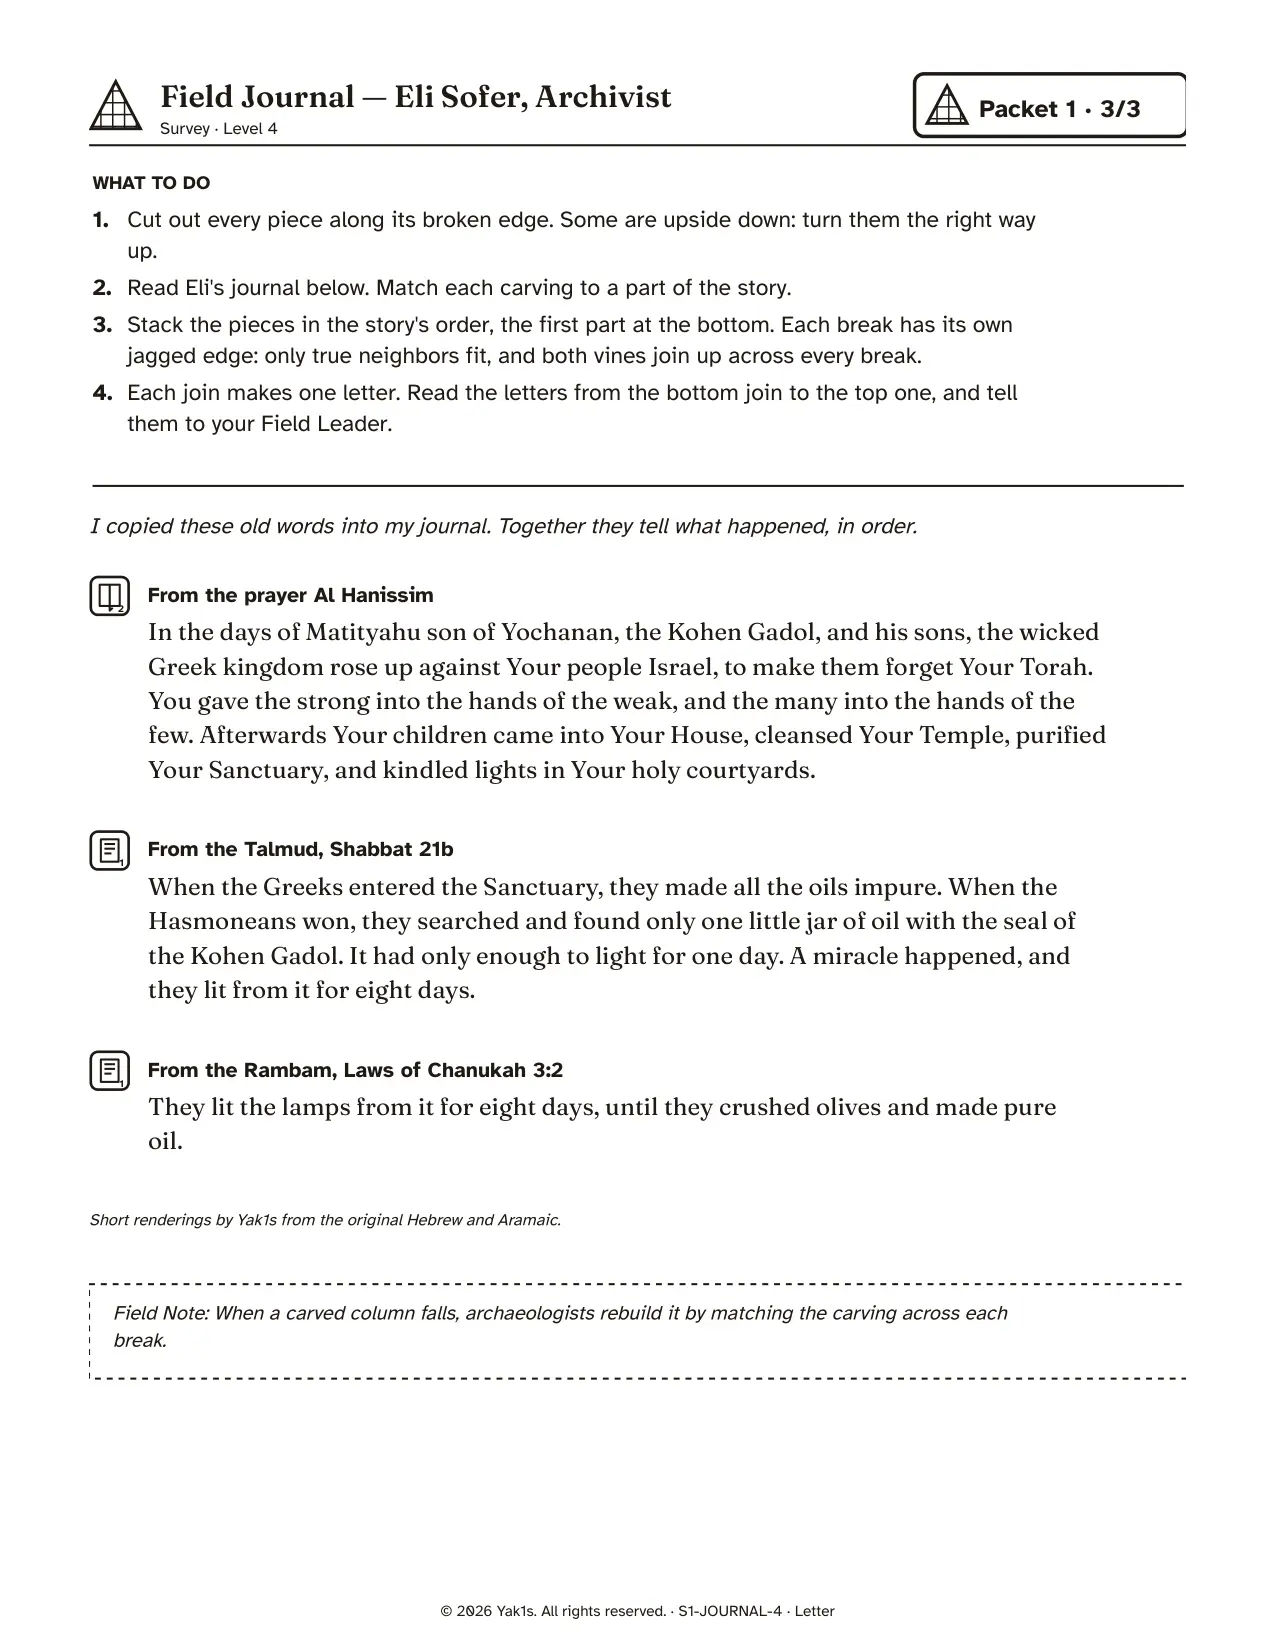 Field Journal — Eli Sofer, Archivist
Survey · Level 4
Packet 1 · 3/3
WHAT TO DO
1. Cut out every piece along its broken edge. Some are upside down: turn them the right way
up.
2. Read Eli's journal below. Match each carving to a part of the story.
3. Stack the pieces in the story's order, the first part at the bottom. Each break has its own
jagged edge: only true neighbors fit, and both vines join up across every break.
4. Each join makes one letter. Read the letters from the bottom join to the top one, and tell
them to your Field Leader.
I copied these old words into my journal. Together they tell what happened, in order.
2
From the prayer Al Hanissim
In the days of Matityahu son of Yochanan, the Kohen Gadol, and his sons, the wicked
Greek kingdom rose up against Your people Israel, to make them forget Your Torah.
You gave the strong into the hands of the weak, and the many into the hands of the
few. Afterwards Your children came into Your House, cleansed Your Temple, purified
Your Sanctuary, and kindled lights in Your holy courtyards.
1
From the Talmud, Shabbat 21b
When the Greeks entered the Sanctuary, they made all the oils impure. When the
Hasmoneans won, they searched and found only one little jar of oil with the seal of
the Kohen Gadol. It had only enough to light for one day. A miracle happened, and
they lit from it for eight days.
1
From the Rambam, Laws of Chanukah 3:2
They lit the lamps from it for eight days, until they crushed olives and made pure
oil.
Short renderings by Yak1s from the original Hebrew and Aramaic.
Field Note: When a carved column falls, archaeologists rebuild it by matching the carving across each
break.
© 2026 Yak1s. All rights reserved. · S1-JOURNAL-4 · Letter